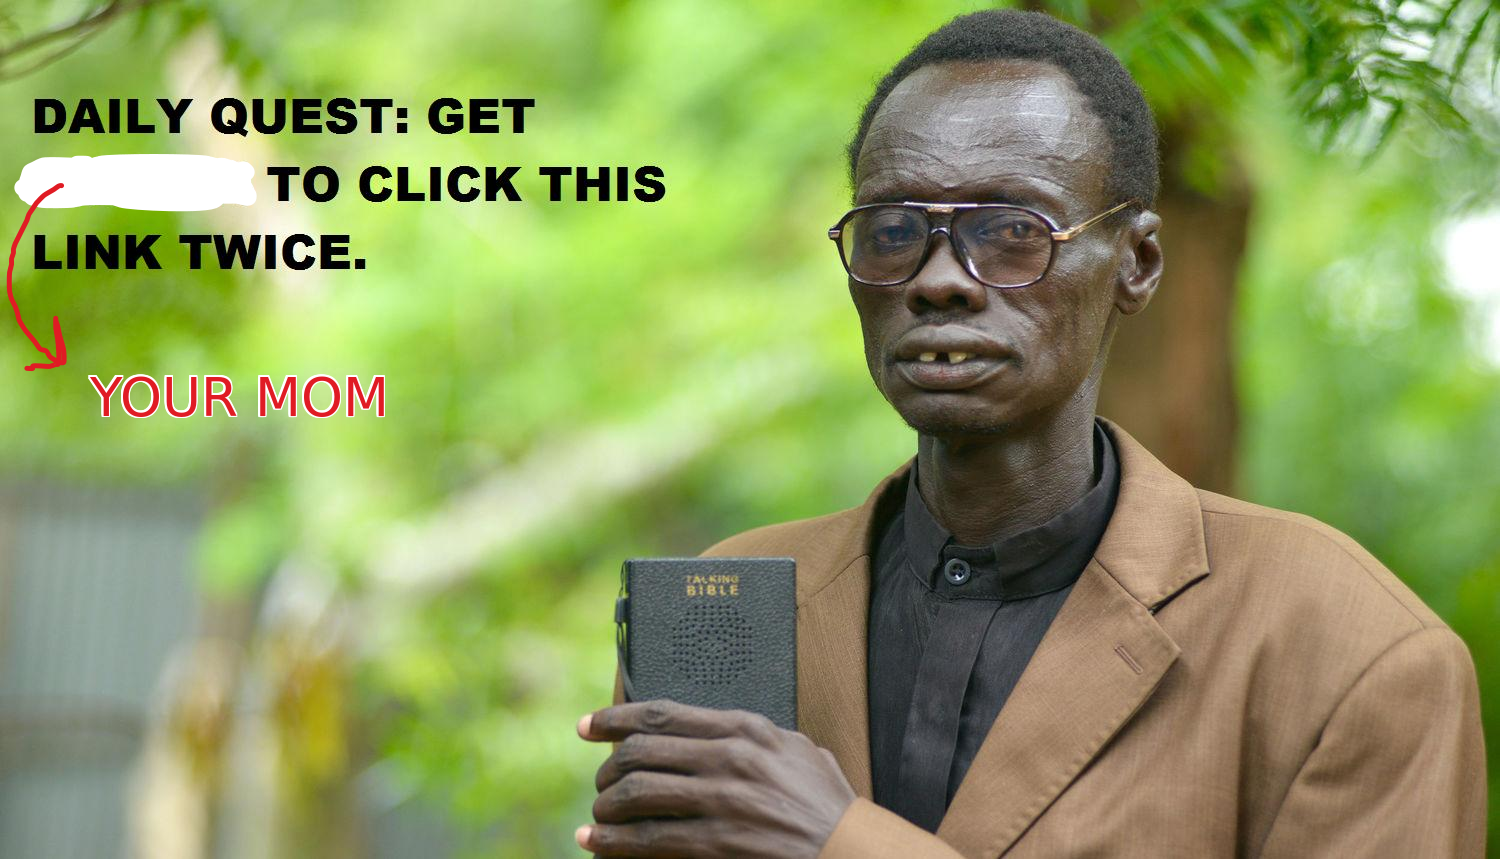 DAILY QUEST: GET
TO CLICK THIS
LINK TWICE.
YOUR MOM
TALKING
BIBLE